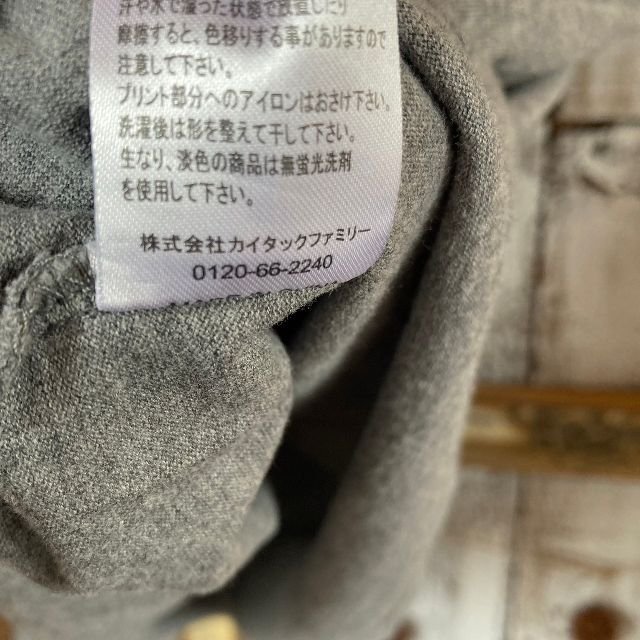 汗や水で湿った状態で放置したり
摩擦すると、色移りする事がありますので
注意して下さい。
プリント部分へのアイロンはおさけ下さい。
洗濯後は形を整えて干して下さい。
生なり、淡色の商品は無蛍光洗剤
を使用して下さい。
株式会社カイタックファミリー
0120-66-2240